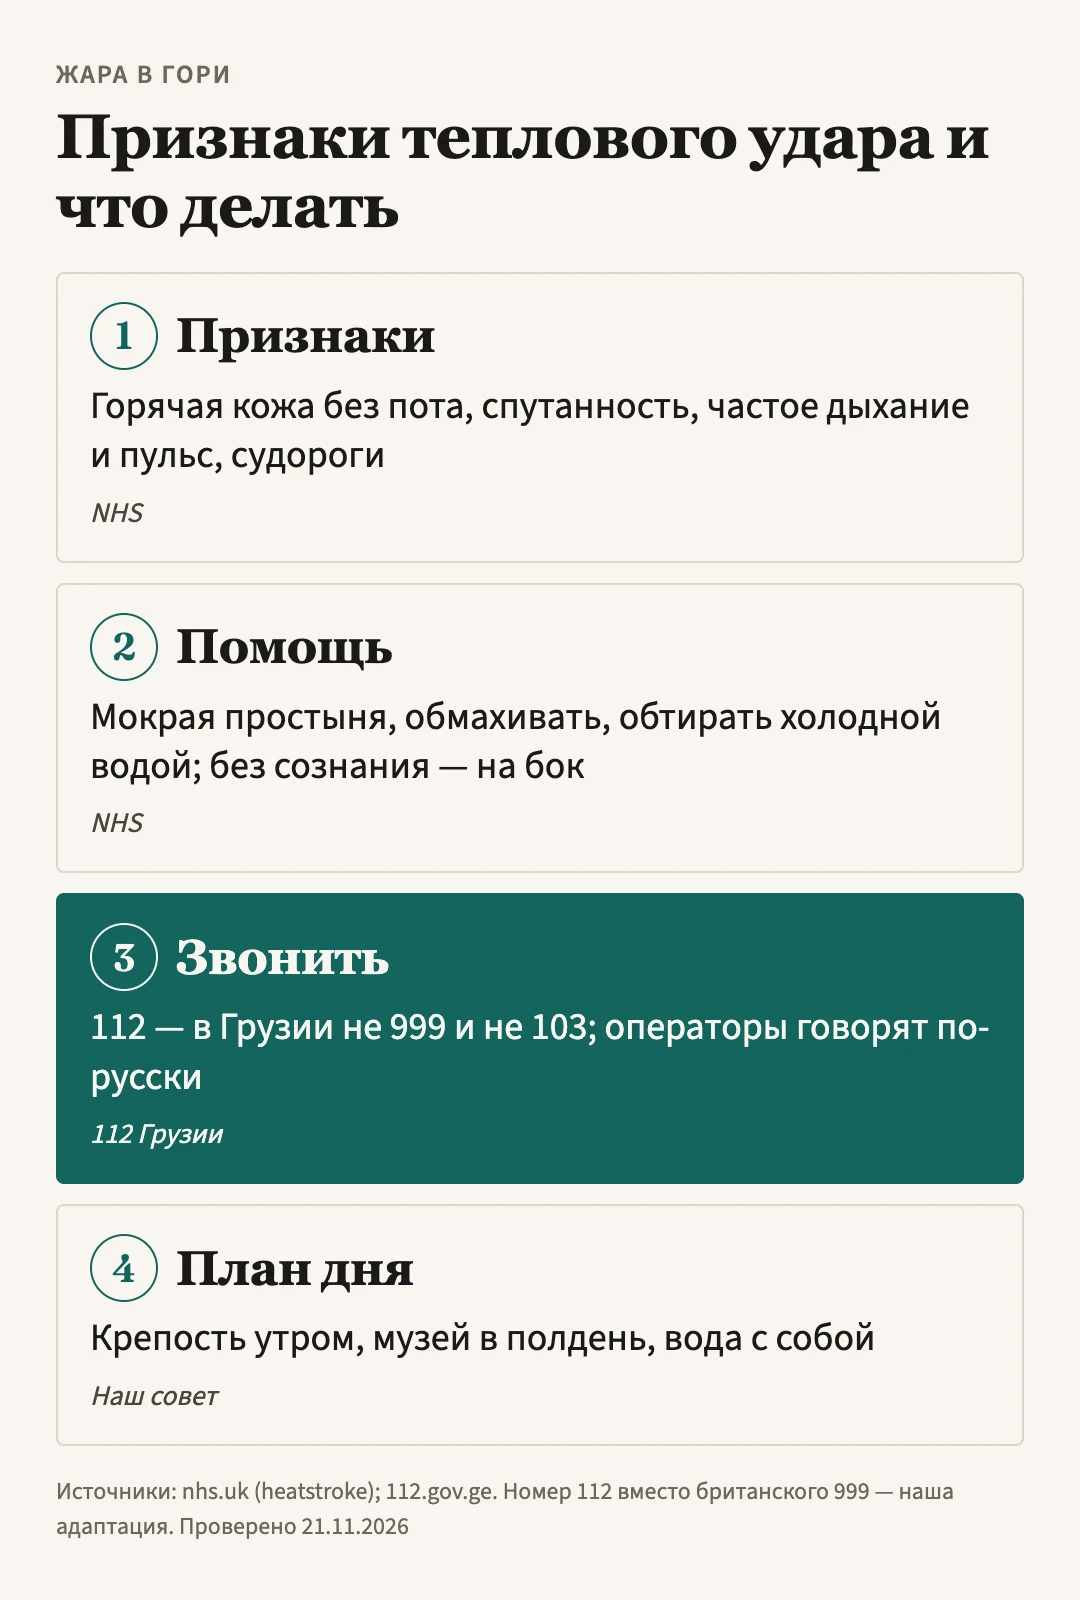 ЖАРА В ГОРИ
Признаки теплового удара и
что делать
1 Признаки
Горячая кожа без пота, спутанность, частое дыхание
и пульс, судороги
NHS
2 Помощь
Мокрая простыня, обмахивать, обтирать холодной
водой; без сознания — на бок
NHS
3 Звонить
112 — в Грузии не 999 и не 103; операторы говорят по-
русски
112 Грузии
4 План дня
Крепость утром, музей в полдень, вода с собой
Наш совет
Источники: nhs.uk (heatstroke); 112.gov.ge. Номер 112 вместо британского 999 — наша
адаптация. Проверено 21.11.2026